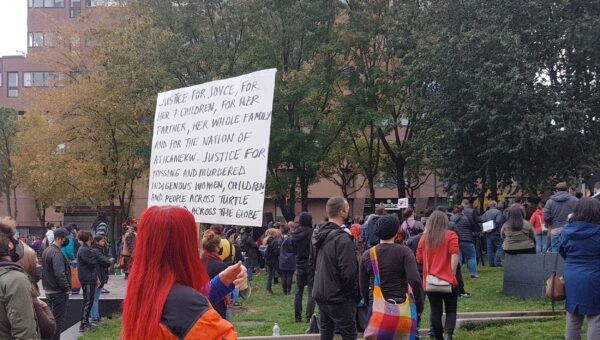 JUSTICE FOR JOYCE, FOR
HER 7 CHILDREN, FOR HER
PARTNER, HER WHOLE FAMILY
AND FOR THE NATION OF
ATIKAMEKW. JUSTICE FOR
MISSING AND MURDERED
INDIGENOUS WOMEN, CHILDREN
AND PEOPLE ACROSS TURTLE
ACROSS THE GLOBE